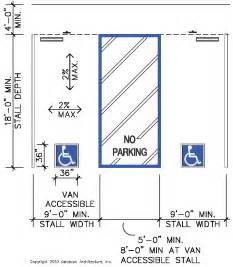 4'-0" MIN.
18'-0" MIN.
STALL DEPTH
2%
MAX.
2%
MAX.
NO
PARKING
36"
36"
VAN
ACCESSIBLE
9'-0" MIN.
STALL WIDTH
9'-0" MIN.
STALL WIDTH
5'-0" MIN.
8'-0" MIN AT VAN
ACCESSIBLE STALL
Copyright 2010 darabee Architecture, Inc.